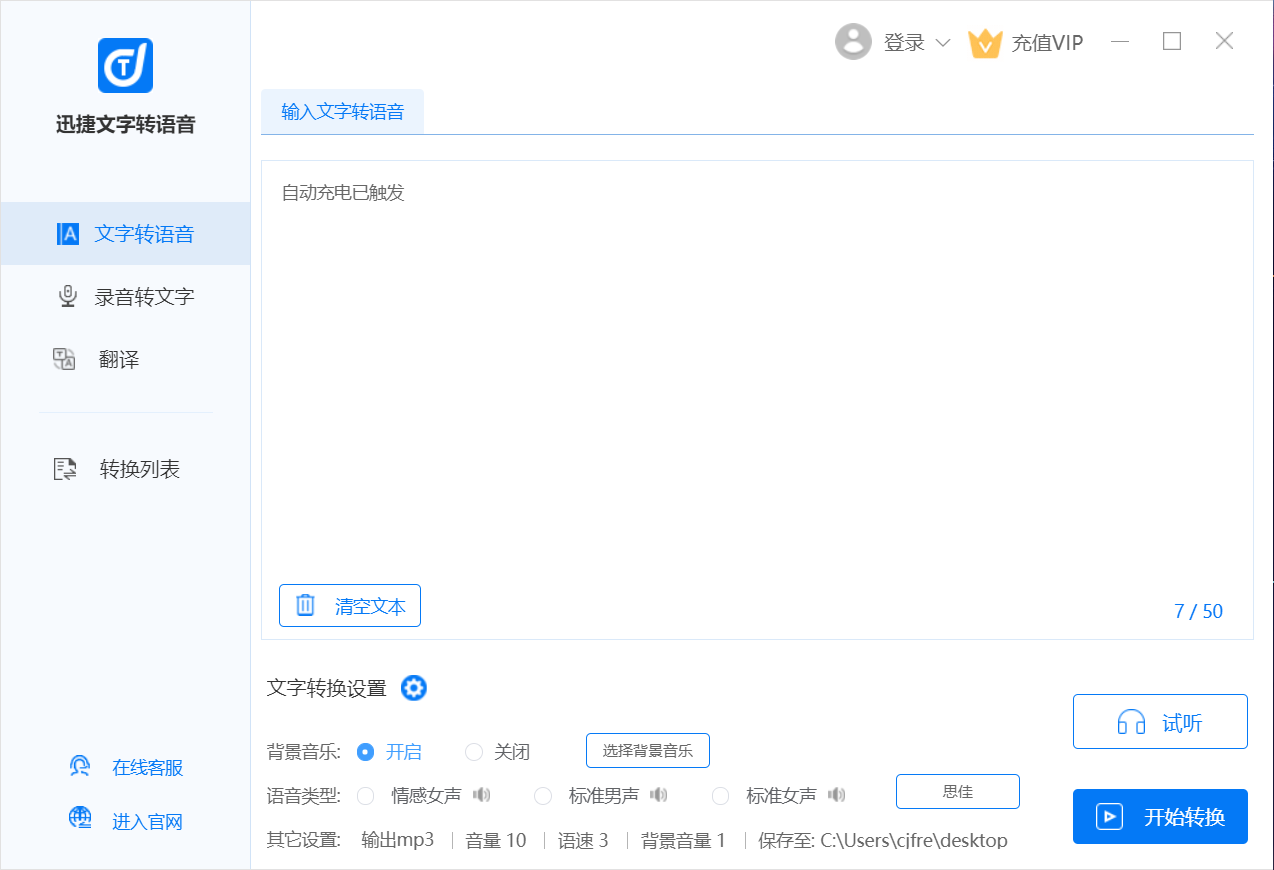 登录
充值VIP
迅捷文字转语音
输入文字转语音
文字转语音
录音转文字
翻译
转换列表
在线客服
进入官网
自动充电已触发
清空文本
7 / 50
文字转换设置
背景音乐: 开启 关闭 选择背景音乐
语音类型: 情感女声 标准男声 标准女声 思佳
其它设置: 输出mp3 音量 10 语速 3 背景音量 1 保存至: C:\Users\cjfre\desktop
试听
开始转换